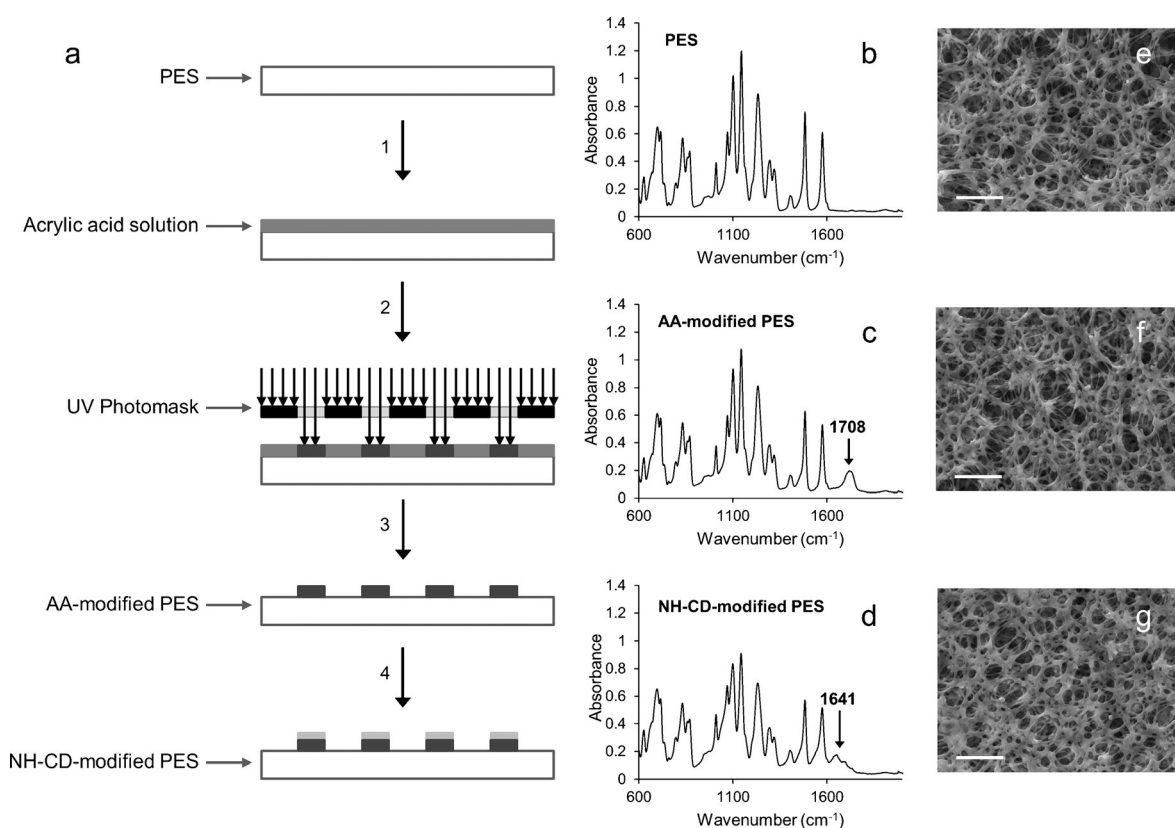 a
PES
1
Acrylic acid solution
2
UV Photomask
3
AA-modified PES
4
NH-CD-modified PES
b
PES
Absorbance
1.4
1.2
1
0.8
0.6
0.4
0.2
0
600 1100 1600
Wavenumber (cm⁻¹)
c
AA-modified PES
1708
Absorbance
1.4
1.2
1
0.8
0.6
0.4
0.2
0
600 1100 1600
Wavenumber (cm⁻¹)
d
NH-CD-modified PES
1641
Absorbance
1.4
1.2
1
0.8
0.6
0.4
0.2
0
600 1100 1600
Wavenumber (cm⁻¹)
e
f
g